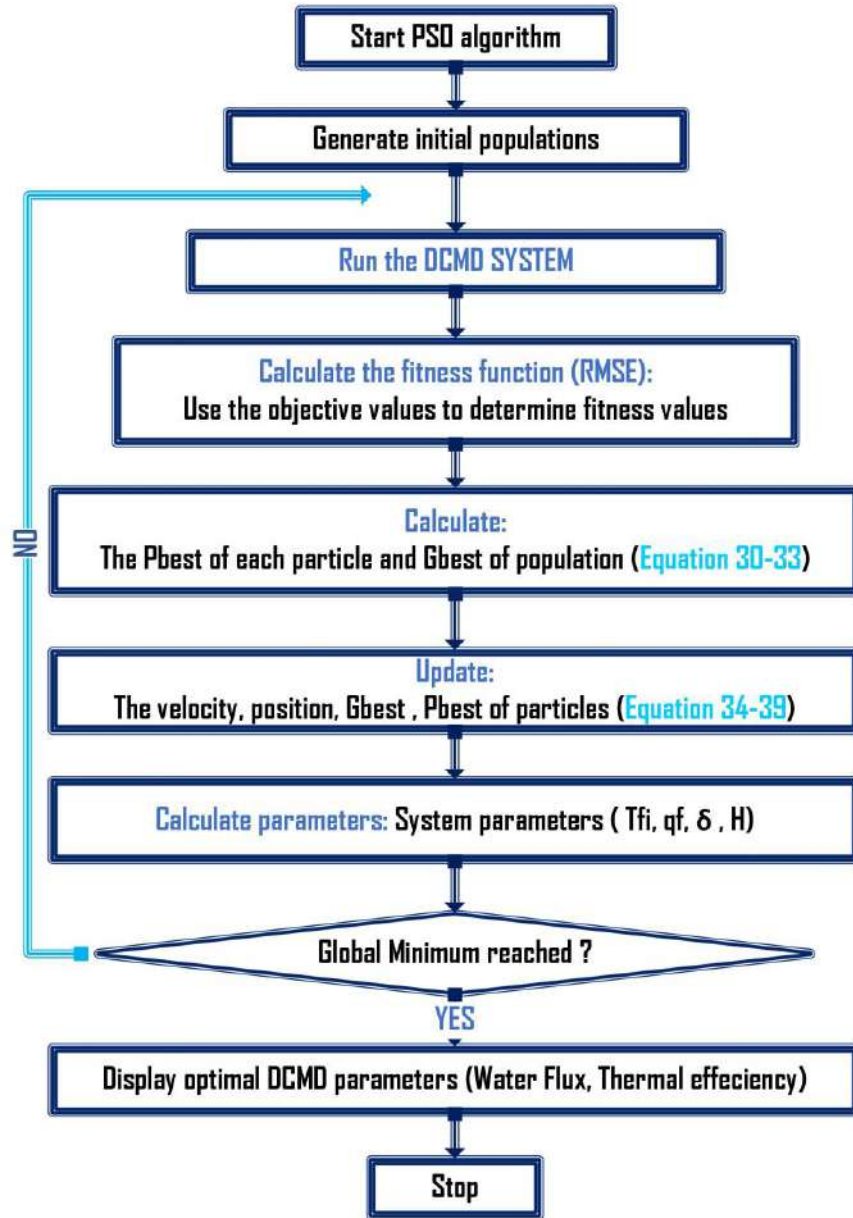 Start PSO algorithm
Generate initial populations
Run the DCMD SYSTEM
Calculate the fitness function (RMSE):
Use the objective values to determine fitness values
Calculate:
The Pbest of each particle and Gbest of population (Equation 30-33)
NO
Update:
The velocity, position, Gbest , Pbest of particles (Equation 34-39)
Calculate parameters: System parameters ( Tfi, qf, δ , H)
Global Minimum reached ?
YES
Display optimal DCMD parameters (Water Flux, Thermal effeciency)
Stop